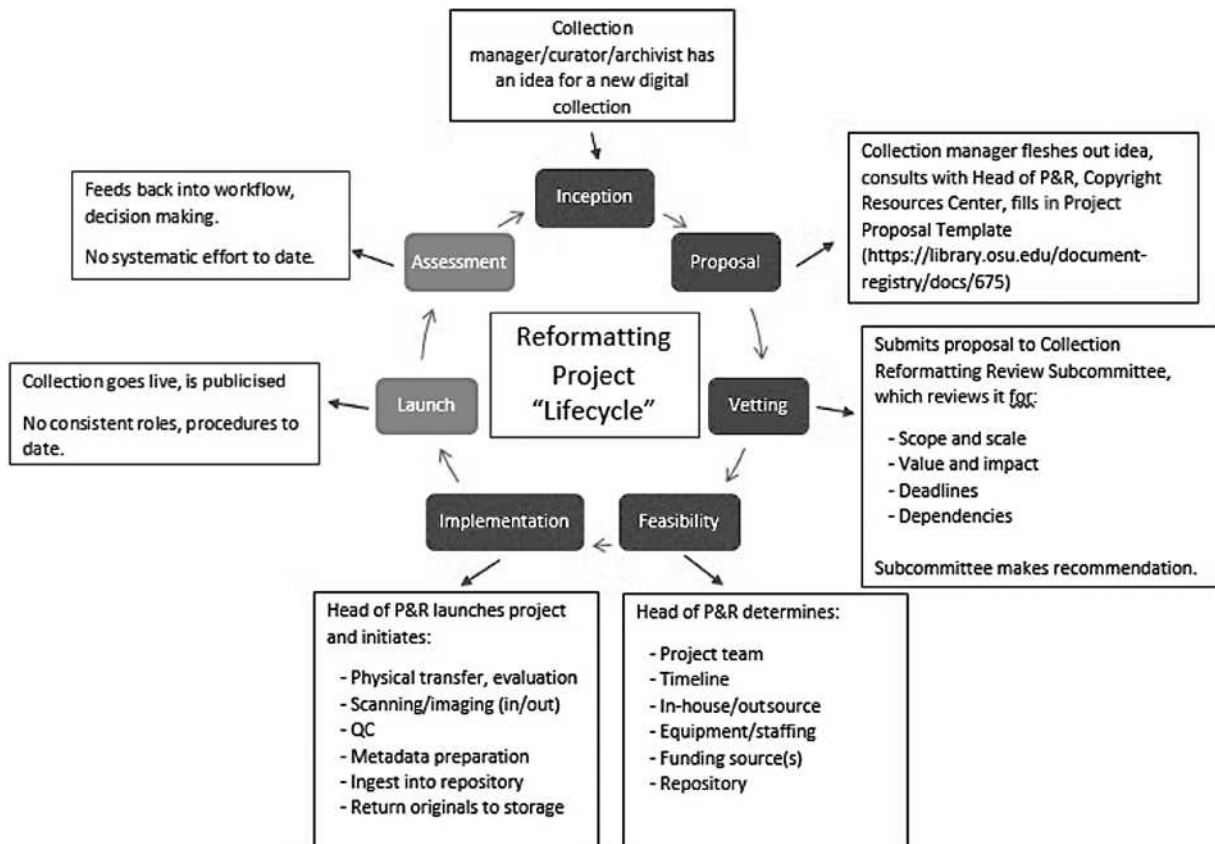 Collection
manager/curator/archivist has
an idea for a new digital
collection
Inception
Proposal
Collection manager fleshes out idea,
consults with Head of P&R, Copyright
Resources Center, fills in Project
Proposal Template
(https://library.osu.edu/document-
registry/docs/675)
Vetting
Submits proposal to Collection
Reformatting Review Subcommittee,
which reviews it for:
- Scope and scale
- Value and impact
- Deadlines
- Dependencies
Subcommittee makes recommendation.
Feasibility
Head of P&R determines:
- Project team
- Timeline
- In-house/outsource
- Equipment/staffing
- Funding source(s)
- Repository
Implementation
Head of P&R launches project
and initiates:
- Physical transfer, evaluation
- Scanning/imaging (in/out)
- QC
- Metadata preparation
- Ingest into repository
- Return originals to storage
Launch
Collection goes live, is publicised
No consistent roles, procedures to
date.
Assessment
Feeds back into workflow,
decision making.
No systematic effort to date.
Reformatting
Project
“Lifecycle”